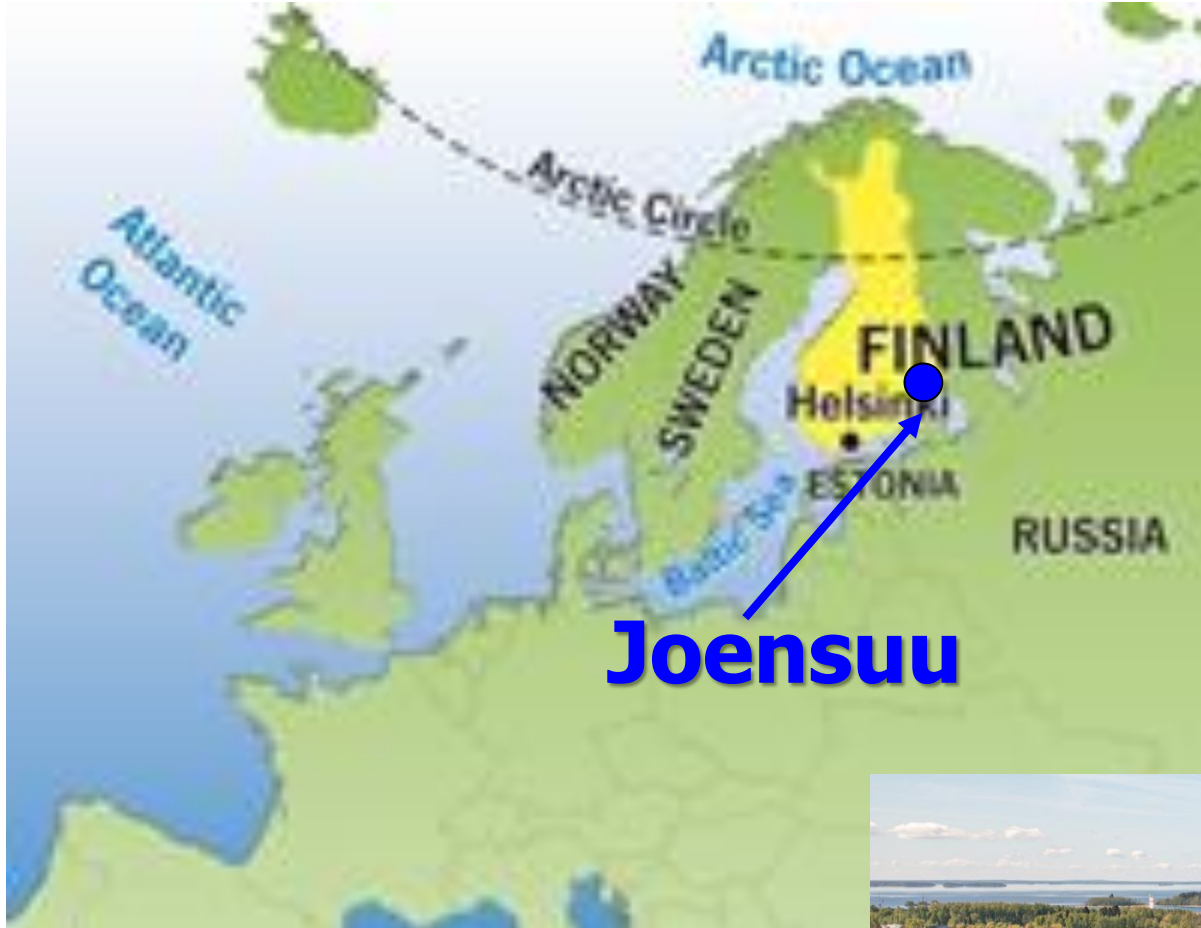 Arctic Ocean
Arctic Circle
Atlantic
Ocean
NORWAY
SWEDEN
FINLAND
Helsinki
ESTONIA
Baltic Sea
RUSSIA
Joensuu